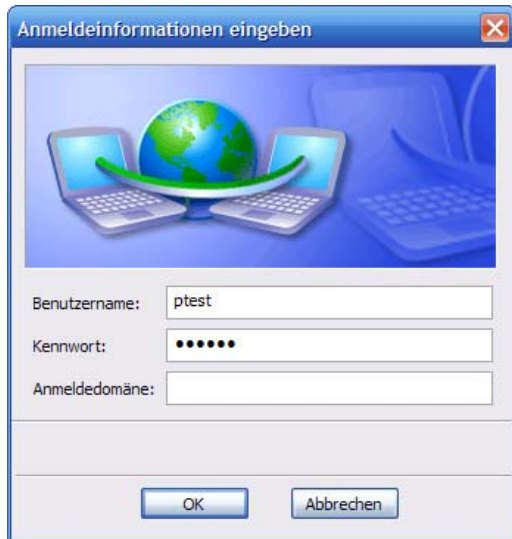 Anmeldeinformationen eingeben
Benutzername: ptest
Kennwort: ••••••
Anmeldedomäne:
OK Abbrechen